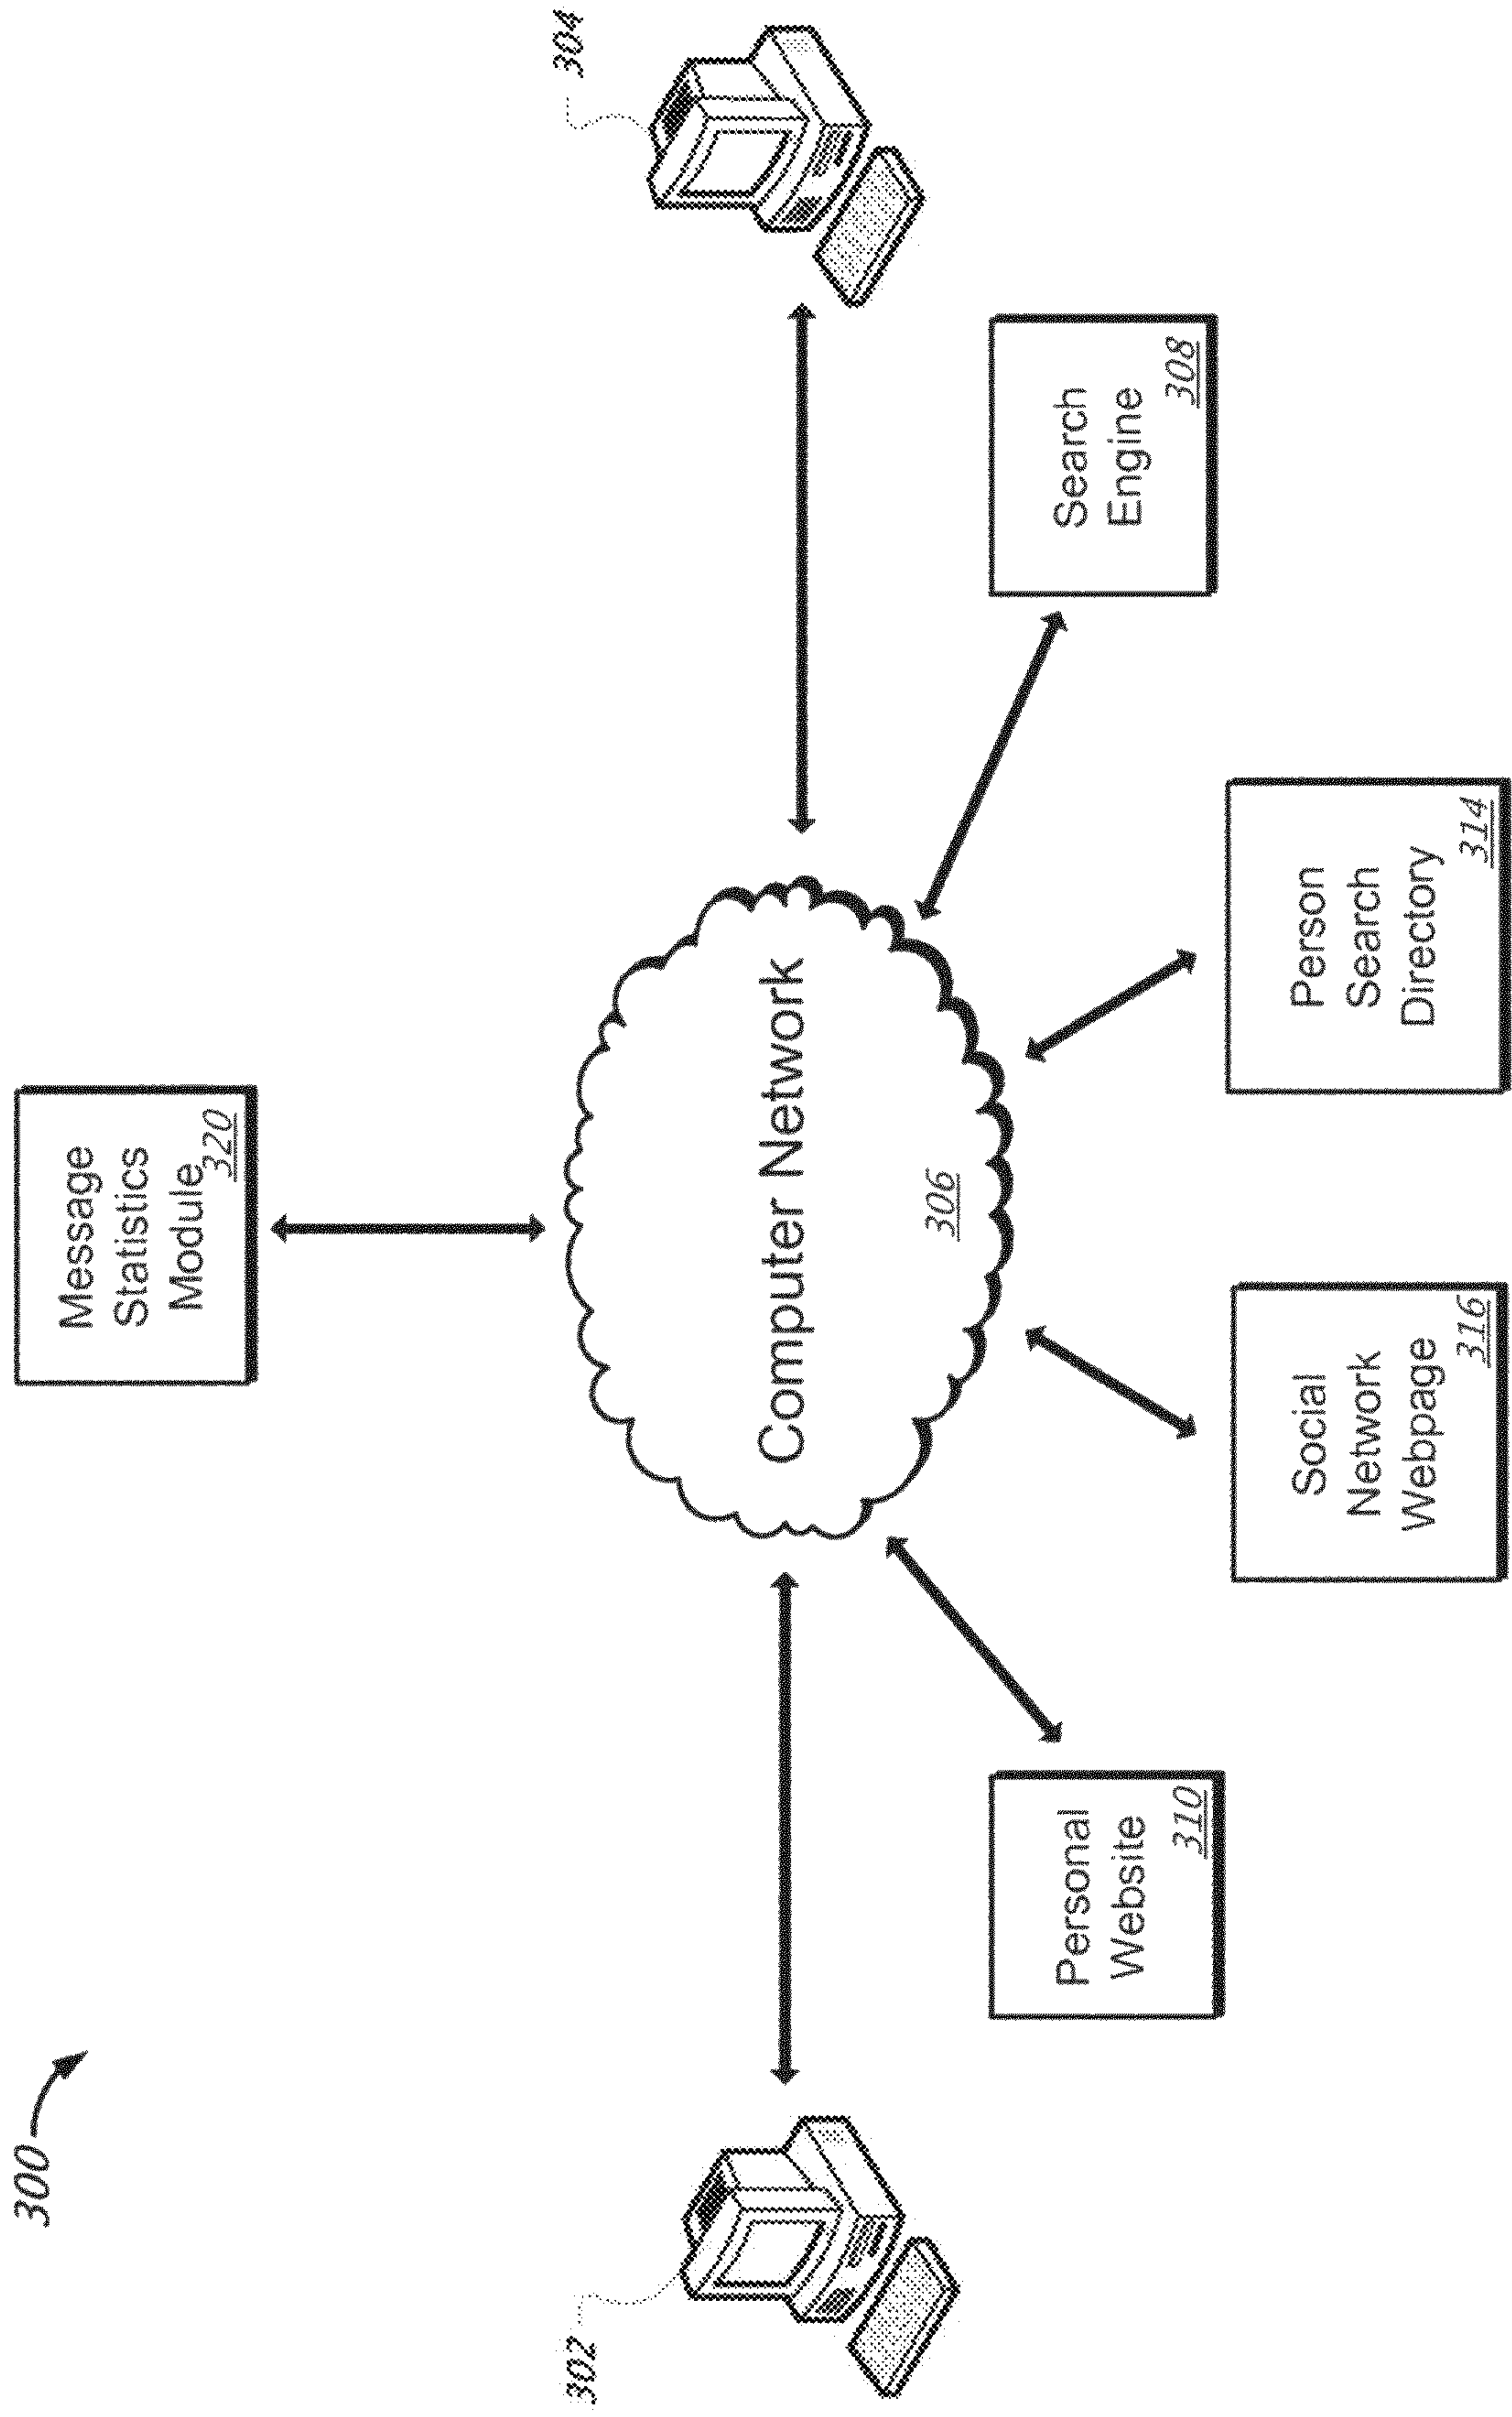 300
Message
Statistics
Module
320
302
304
Computer Network
306
Personal
Website
310
Social
Network
Webpage
316
Person
Search
Directory
314
Search
Engine
308